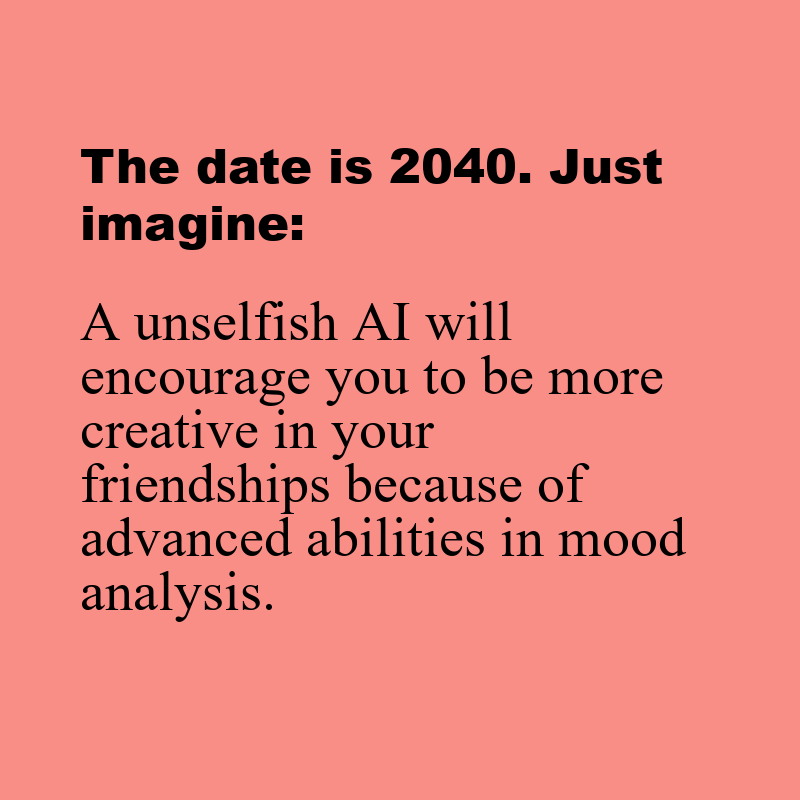 The date is 2040. Just
imagine:
A unselfish AI will
encourage you to be more
creative in your
friendships because of
advanced abilities in mood
analysis.